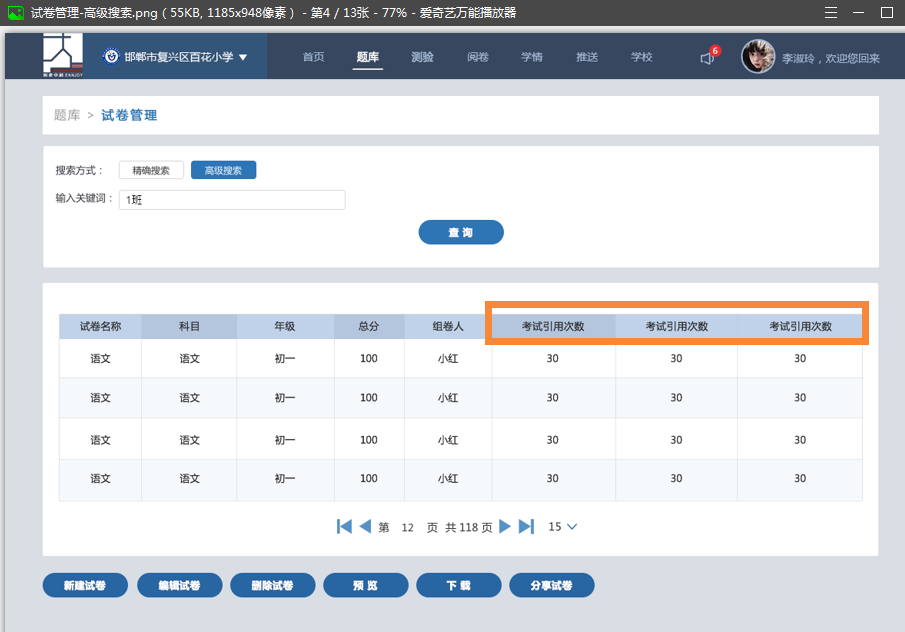 试卷管理-高级搜索.png ( 55KB, 1185x948像素 ) - 第4 / 13张 - 77% - 爱奇艺万能播放器
邯郸市复兴区百花小学 ▼ 首页 题库 测验 阅卷 学情 推送 学校 6 李淑玲，欢迎您回来
题库 > 试卷管理
搜索方式： 精确搜索 高级搜索
输入关键词： 1班
查 询
试卷名称 科目 年级 总分 组卷人 考试引用次数 考试引用次数 考试引用次数
语文 语文 初一 100 小红 30 30 30
语文 语文 初一 100 小红 30 30 30
语文 语文 初一 100 小红 30 30 30
语文 语文 初一 100 小红 30 30 30
第 12 页 共 118 页 15
新建试卷 编辑试卷 删除试卷 预 览 下 载 分享试卷